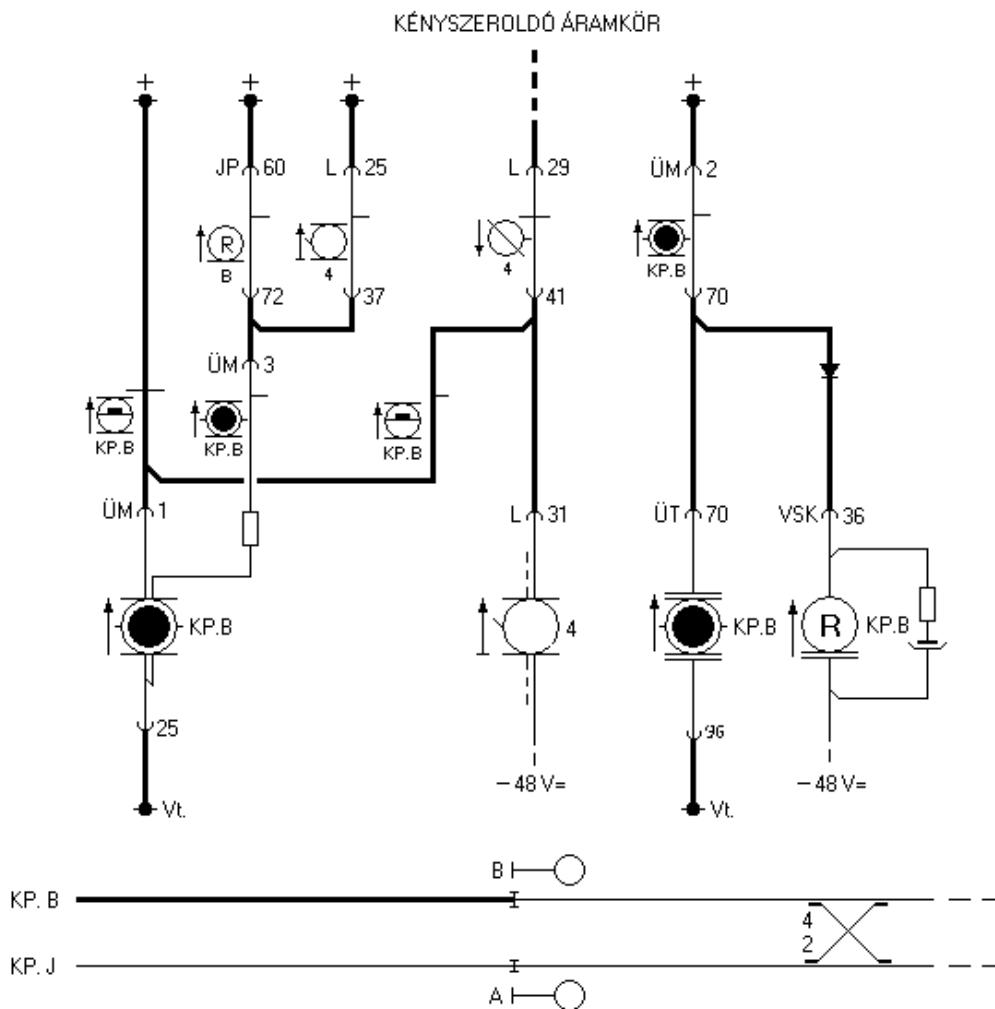 KÉNYSZEROLDÓ ÁRAMKÖR
+ + + +
JP 60 L 25 L 29 ÜM 2
R
B 4 4 KP.B
72 37 41 70
ÜM 3
KP.B KP.B KP.B
ÜM 1 L 31 ÜT 70 VSK 36
KP.B 4 KP.B R KP.B
25 96
Vt. –48 V= Vt. –48 V=
B
KP. B
4
2
KP. J
A